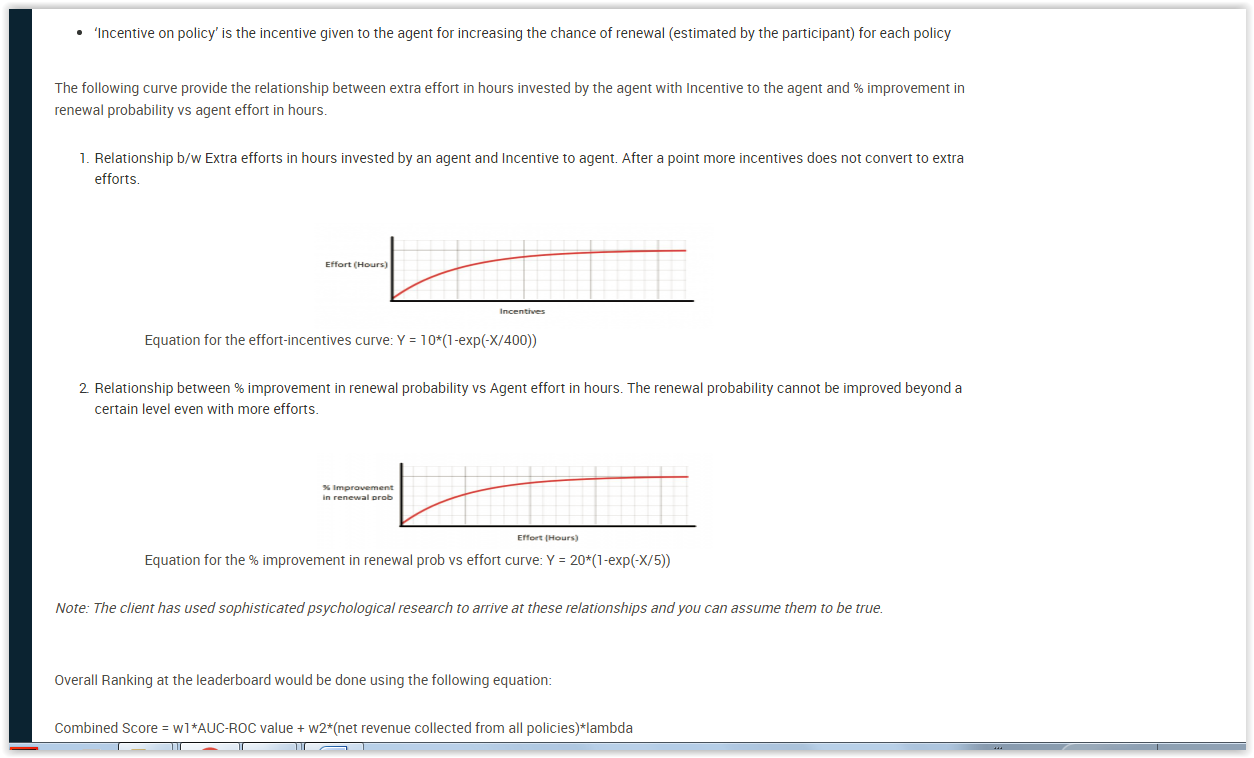 • ‘Incentive on policy’ is the incentive given to the agent for increasing the chance of renewal (estimated by the participant) for each policy
The following curve provide the relationship between extra effort in hours invested by the agent with Incentive to the agent and % improvement in
renewal probability vs agent effort in hours.
1. Relationship b/w Extra efforts in hours invested by an agent and Incentive to agent. After a point more incentives does not convert to extra
efforts.
Effort (Hours)
Incentives
Equation for the effort-incentives curve: Y = 10*(1-exp(-X/400))
2. Relationship between % improvement in renewal probability vs Agent effort in hours. The renewal probability cannot be improved beyond a
certain level even with more efforts.
% Improvement
in renewal prob
Effort (Hours)
Equation for the % improvement in renewal prob vs effort curve: Y = 20*(1-exp(-X/5))
Note: The client has used sophisticated psychological research to arrive at these relationships and you can assume them to be true.
Overall Ranking at the leaderboard would be done using the following equation:
Combined Score = w1*AUC-ROC value + w2*(net revenue collected from all policies)*lambda